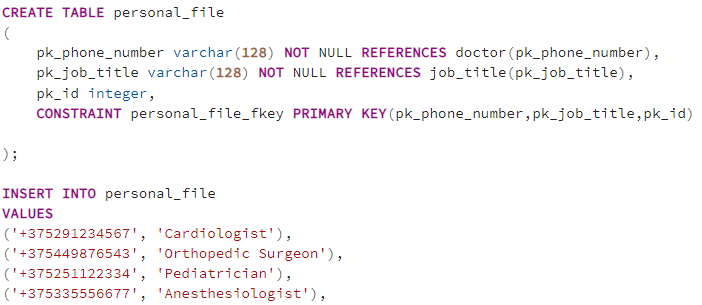 CREATE TABLE personal_file
(
pk_phone_number varchar(128) NOT NULL REFERENCES doctor(pk_phone_number),
pk_job_title varchar(128) NOT NULL REFERENCES job_title(pk_job_title),
pk_id integer,
CONSTRAINT personal_file_fkey PRIMARY KEY(pk_phone_number,pk_job_title,pk_id)
);
INSERT INTO personal_file
VALUES
('+375291234567', 'Cardiologist'),
('+375449876543', 'Orthopedic Surgeon'),
('+375251122334', 'Pediatrician'),
('+375335556677', 'Anesthesiologist'),